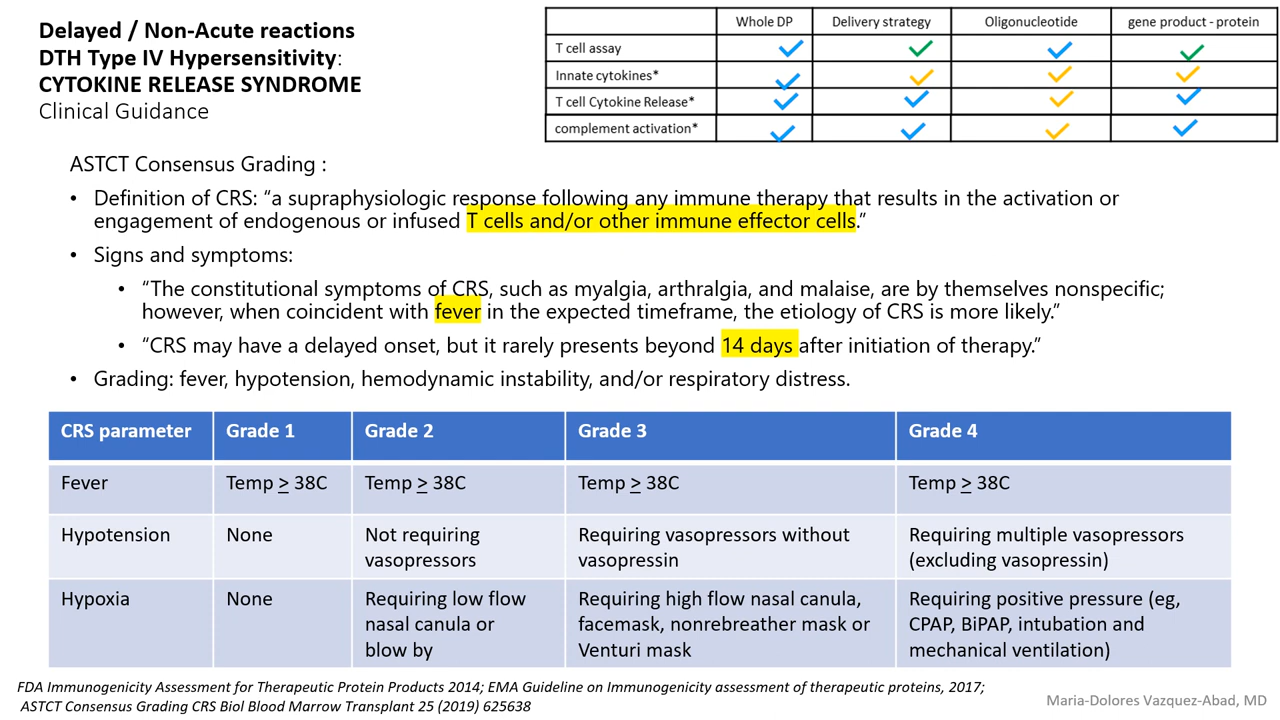 Delayed / Non-Acute reactions
DTH Type IV Hypersensitivity:
CYTOKINE RELEASE SYNDROME
Clinical Guidance
Whole DP Delivery strategy Oligonucleotide gene product - protein
T cell assay
Innate cytokines*
T cell Cytokine Release*
complement activation*
ASTCT Consensus Grading :
• Definition of CRS: “a supraphysiologic response following any immune therapy that results in the activation or
engagement of endogenous or infused T cells and/or other immune effector cells.”
• Signs and symptoms:
• “The constitutional symptoms of CRS, such as myalgia, arthralgia, and malaise, are by themselves nonspecific;
however, when coincident with fever in the expected timeframe, the etiology of CRS is more likely.”
• “CRS may have a delayed onset, but it rarely presents beyond 14 days after initiation of therapy.”
• Grading: fever, hypotension, hemodynamic instability, and/or respiratory distress.
CRS parameter Grade 1 Grade 2 Grade 3 Grade 4
Fever Temp ≥ 38C Temp ≥ 38C Temp ≥ 38C Temp ≥ 38C
Hypotension None Not requiring Requiring vasopressors without Requiring multiple vasopressors
vasopressors vasopressin (excluding vasopressin)
Hypoxia None Requiring low flow Requiring high flow nasal canula, Requiring positive pressure (eg,
nasal canula or facemask, nonrebreather mask or CPAP, BiPAP, intubation and
blow by Venturi mask mechanical ventilation)
FDA Immunogenicity Assessment for Therapeutic Protein Products 2014; EMA Guideline on Immunogenicity assessment of therapeutic proteins, 2017;
ASTCT Consensus Grading CRS Biol Blood Marrow Transplant 25 (2019) 625638
Maria-Dolores Vazquez-Abad, MD